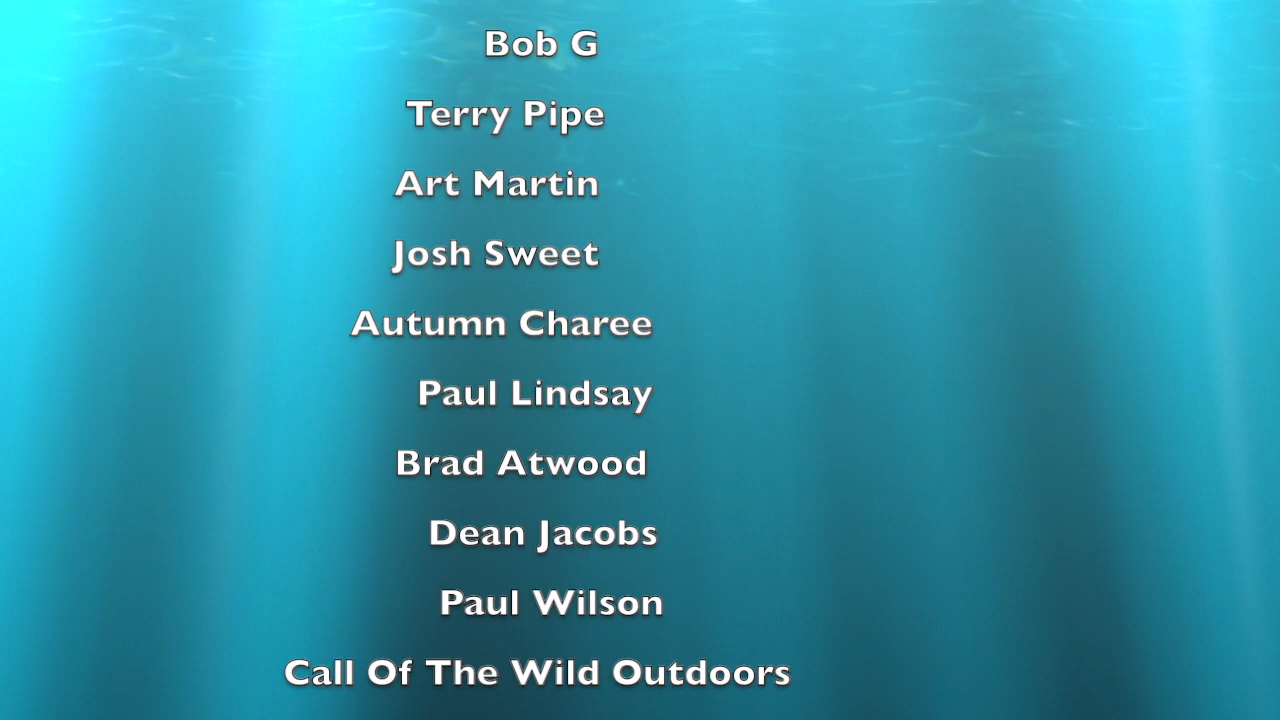 Bob G
Terry Pipe
Art Martin
Josh Sweet
Autumn Charee
Paul Lindsay
Brad Atwood
Dean Jacobs
Paul Wilson
Call Of The Wild Outdoors